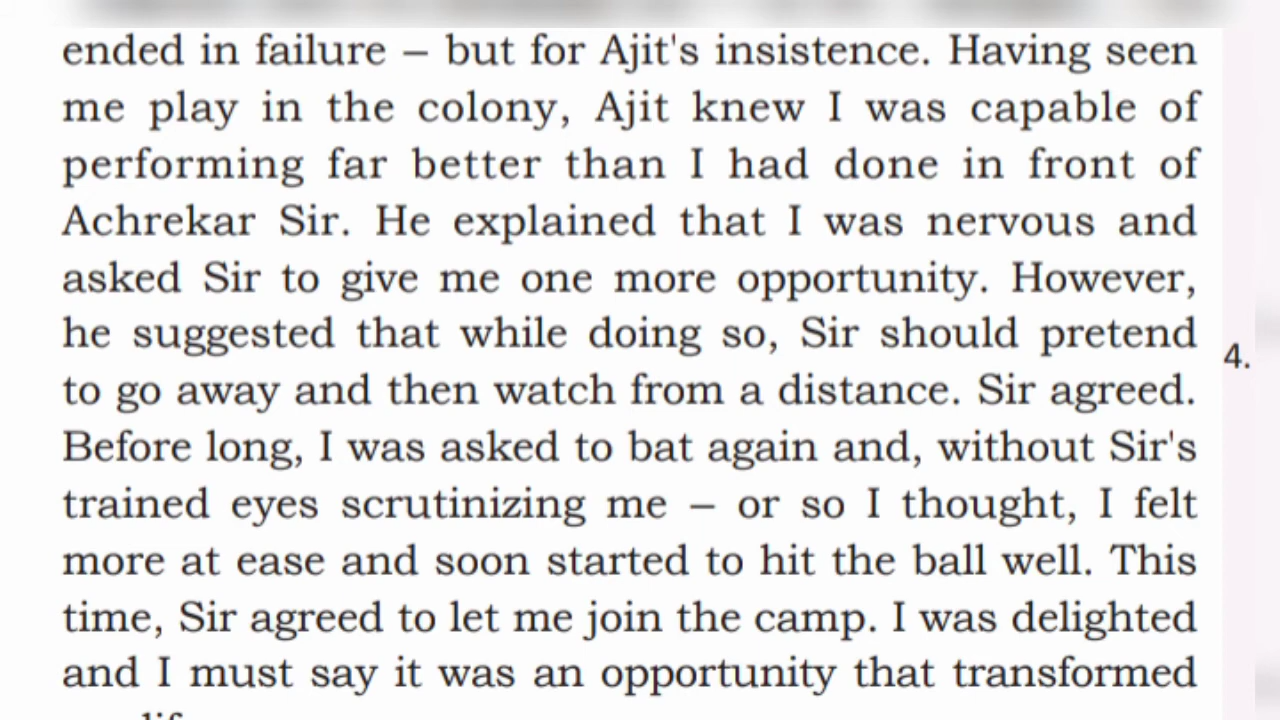 ended in failure – but for Ajit's insistence. Having seen
me play in the colony, Ajit knew I was capable of
performing far better than I had done in front of
Achrekar Sir. He explained that I was nervous and
asked Sir to give me one more opportunity. However,
he suggested that while doing so, Sir should pretend
4.
to go away and then watch from a distance. Sir agreed.
Before long, I was asked to bat again and, without Sir's
trained eyes scrutinizing me – or so I thought, I felt
more at ease and soon started to hit the ball well. This
time, Sir agreed to let me join the camp. I was delighted
and I must say it was an opportunity that transformed